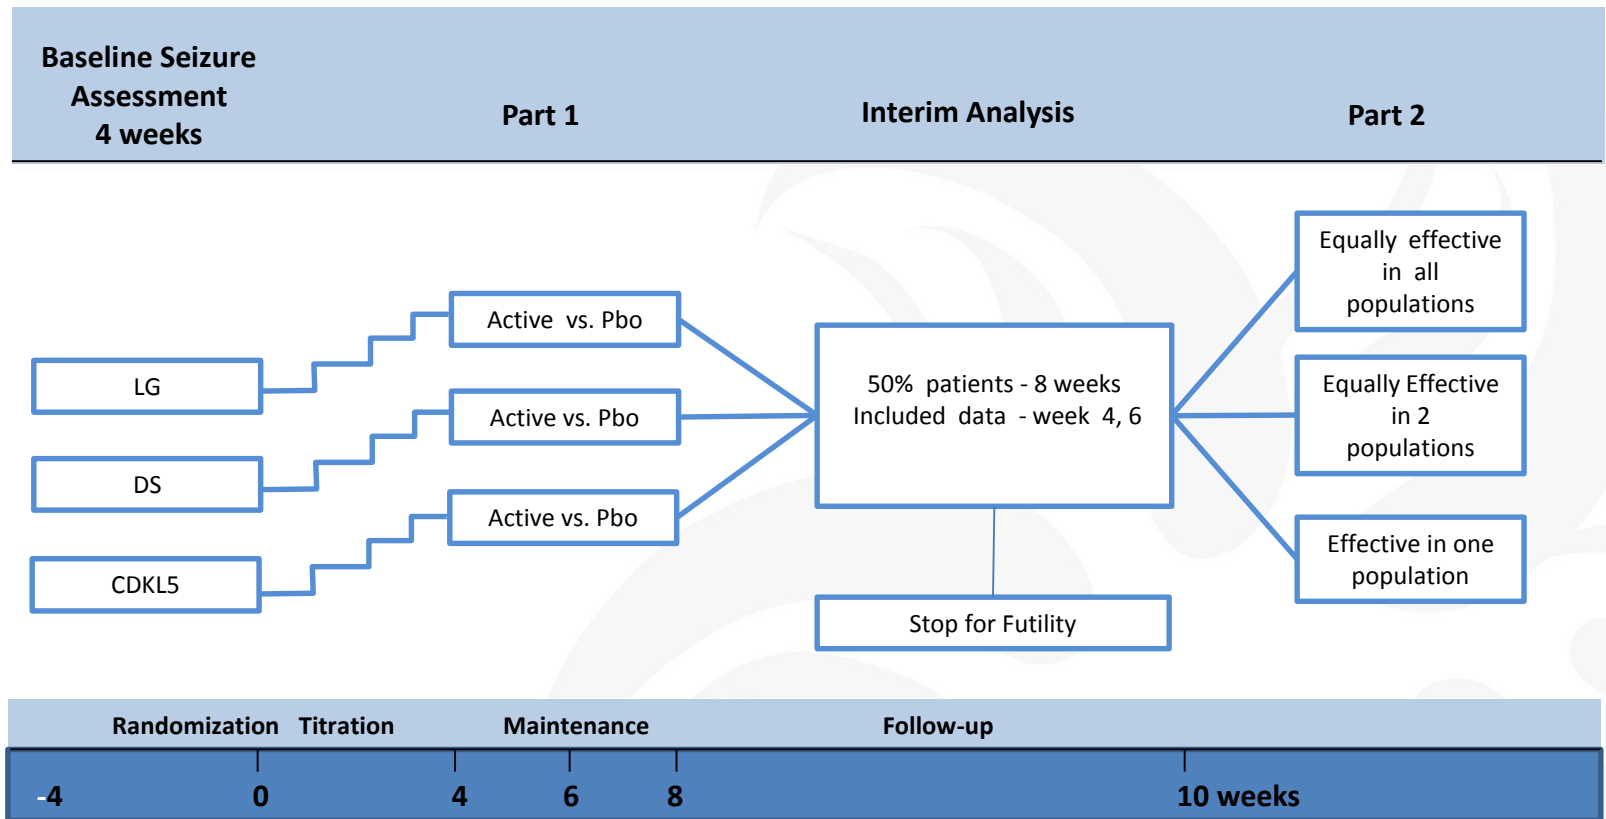 Baseline Seizure
Assessment
4 weeks
Part 1
Interim Analysis
Part 2
LG
DS
CDKL5
Active vs. Pbo
Active vs. Pbo
Active vs. Pbo
50% patients - 8 weeks
Included data - week 4, 6
Stop for Futility
Equally effective
in all
populations
Equally Effective
in 2
populations
Effective in one
population
Randomization Titration Maintenance Follow-up
-4 0 4 6 8 10 weeks